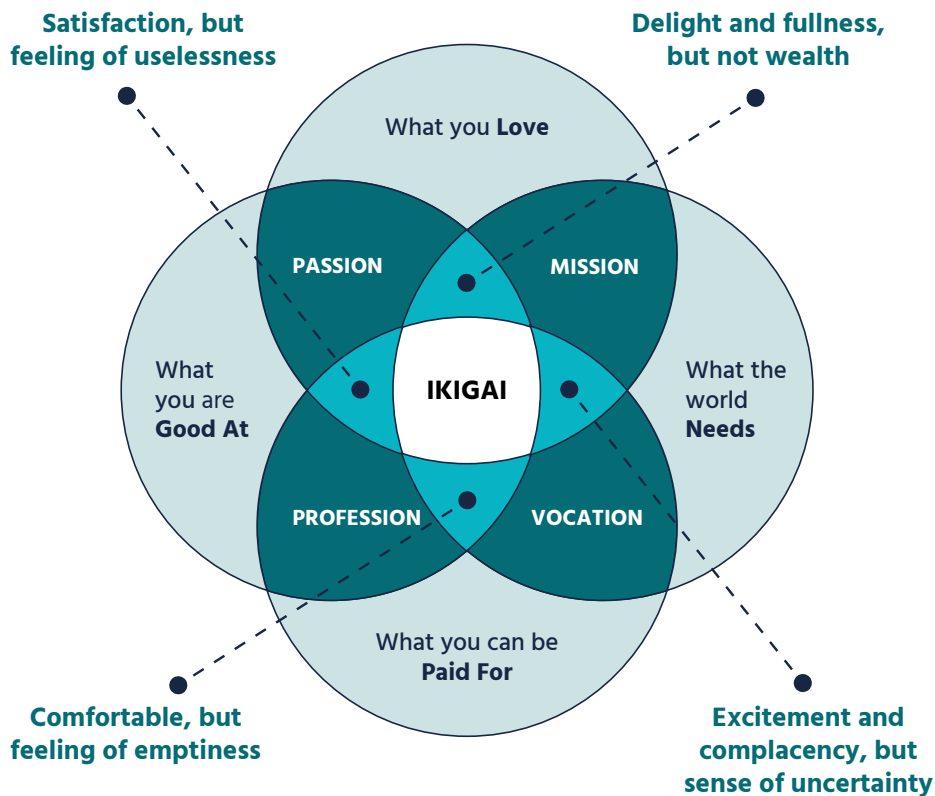 Satisfaction, but
feeling of uselessness
Delight and fullness,
but not wealth
What you Love
PASSION
MISSION
What
you are
Good At
IKIGAI
What the
world
Needs
PROFESSION
VOCATION
What you can be
Paid For
Comfortable, but
feeling of emptiness
Excitement and
complacency, but
sense of uncertainty